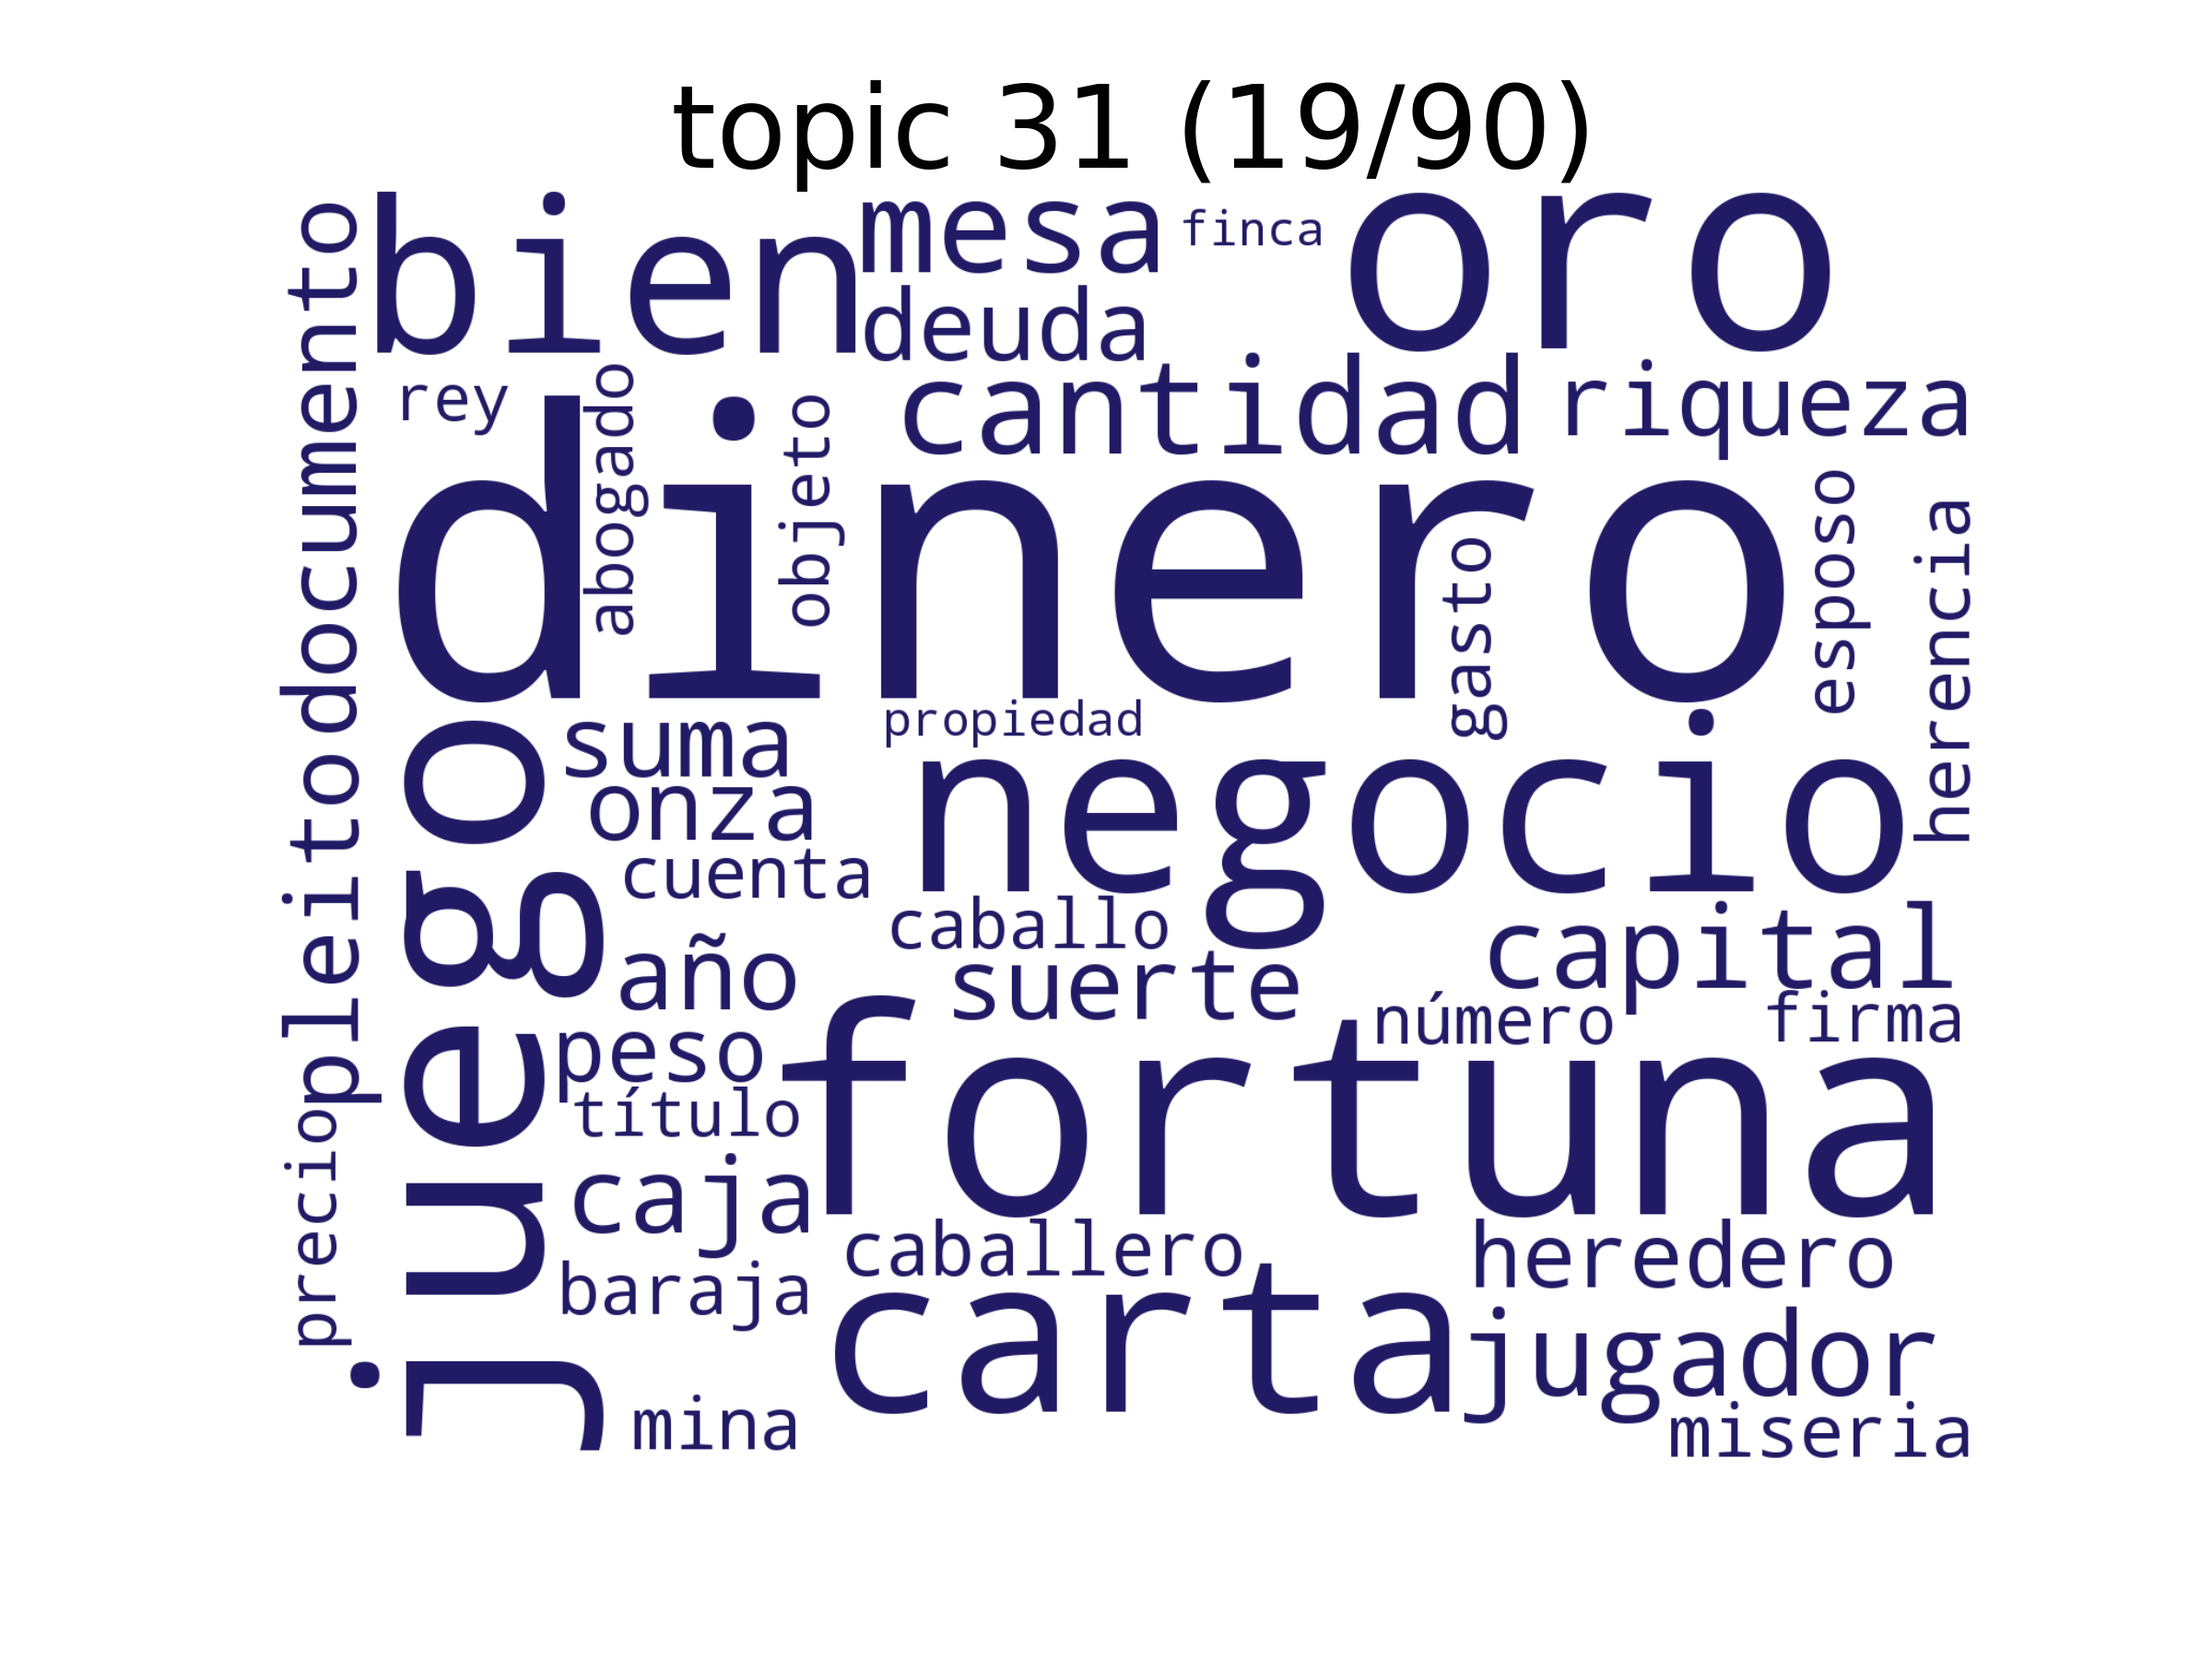 topic 31 (19/90)
bien
mesa
finca
oro
deuda
documento
rey
abogado
objeto
cantidad
riqueza
dinero
gasto
esposo
herencia
suma
propiedad
negocio
onza
cuenta
pleito
juego
caballo
año
suerte
capital
número
firma
peso
título
fortuna
precio
caja
caballero
heredero
baraja
carta
jugador
mina
miseria